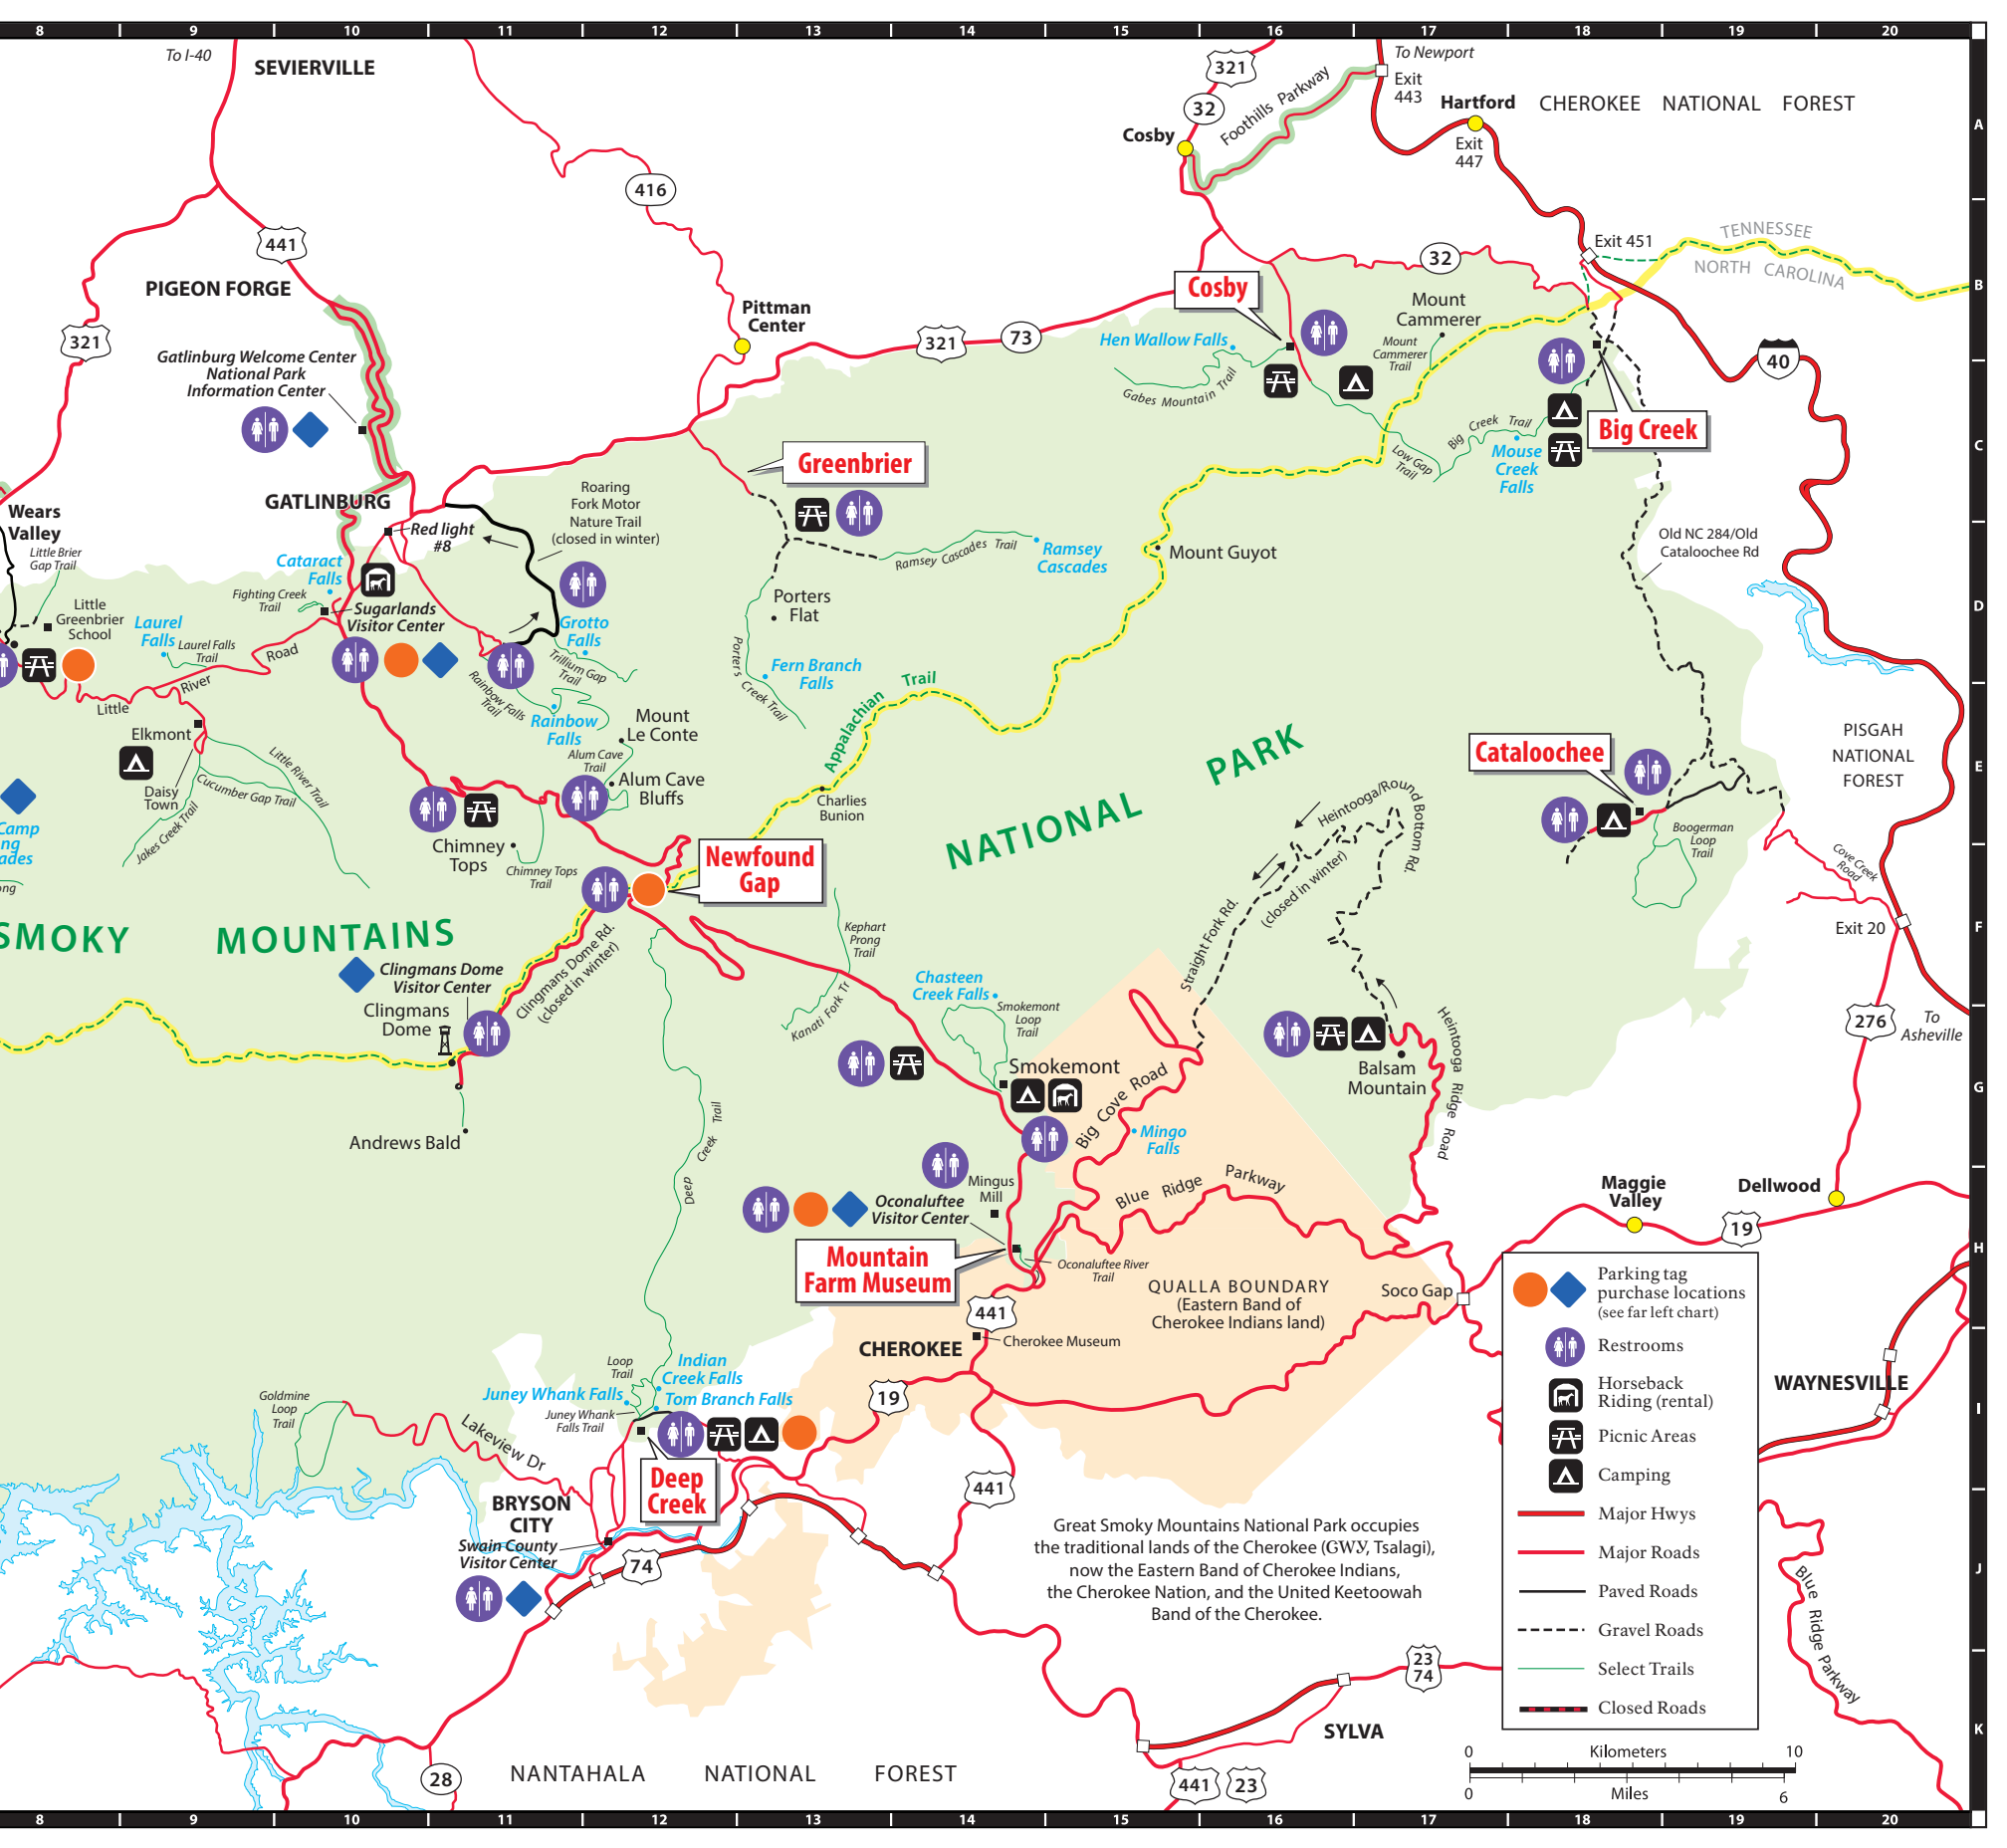 8 9 10 11 12 13 14 15 16 17 18 19 20
To I-40
SEVIERVILLE
321
To Newport
Exit
443
Hartford
CHEROKEE NATIONAL FOREST
32
Foothills Parkway
Cosby
Exit
447
A
416
441
Exit 451
TENNESSEE
NORTH CAROLINA
32
B
PIGEON FORGE
Cosby
Mount
Cammerer
Pittman
Center
321
321
73
Hen Wallow Falls
Mount
Cammerer
Trail
40
Gatlinburg Welcome Center
National Park
Information Center
Gabes Mountain Trail
Big Creek
Big Creek Trail
Mouse
Creek
Falls
Low Gap
Trail
C
Greenbrier
GATLINBURG
Roaring
Fork Motor
Nature Trail
(closed in winter)
Wears
Valley
Red light
#8
Little Brier
Gap Trail
Old NC 284/Old
Cataloochee Rd
Ramsey Cascades Trail
Ramsey
Cascades
Mount Guyot
Cataract
Falls
Fighting Creek
Trail
Sugarlands
Visitor Center
Little
Greenbrier
School
Laurel
Falls
Laurel Falls
Trail
Porters
Flat
D
Grotto
Falls
Little River Road
Trillium Gap
Trail
Rainbow Falls
Trail
Rainbow
Falls
Porter's Creek Trail
Fern Branch
Falls
Appalachian Trail
Mount
Le Conte
Elkmont
Little River Trail
Alum Cave
Trail
Alum Cave
Bluffs
PISGAH
NATIONAL
FOREST
Cataloochee
E
Daisy
Town
Cucumber Gap Trail
Jakes Creek Trail
Charlies
Bunion
NATIONAL PARK
Heintooga/Round Bottom Rd.
(closed in winter)
Boogerman
Loop
Trail
Camp
ng
ades
ong
Chimney
Tops
Chimney Tops
Trail
Newfound
Gap
Cove Creek
Road
SMOKY MOUNTAINS
Kephart
Prong
Trail
Straight Fork Rd.
Exit 20
F
Clingmans Dome Rd.
(closed in winter)
Clingmans Dome
Visitor Center
Chasteen
Creek Falls
Clingmans
Dome
Kanati Fork Tr
Smokemont
Loop
Trail
276
To
Asheville
Smokemont
Balsam
Mountain
Heintooga Ridge Road
G
Big Cove Road
Andrews Bald
Deep Creek Trail
Mingo
Falls
Mingus
Mill
Blue Ridge Parkway
Maggie
Valley
Dellwood
Oconaluftee
Visitor Center
19
H
Mountain
Farm Museum
Oconaluftee River
Trail
QUALLA BOUNDARY
(Eastern Band of
Cherokee Indians land)
Soco Gap
441
CHEROKEE
Cherokee Museum
Parking tag
purchase locations
(see far left chart)
Restrooms
Horseback
Riding (rental)
Picnic Areas
Camping
Major Hwys
Major Roads
Paved Roads
Gravel Roads
Select Trails
Closed Roads
Loop
Trail
Indian
Creek Falls
Juney Whank Falls
Tom Branch Falls
Juney Whank
Falls Trail
19
WAYNESVILLE
I
Goldmine
Loop
Trail
Lakeview Dr
Deep
Creek
441
BRYSON
CITY
Swain County
Visitor Center
74
Great Smoky Mountains National Park occupies
the traditional lands of the Cherokee (ᏣᎳᎩ, Tsalagi),
now the Eastern Band of Cherokee Indians,
the Cherokee Nation, and the United Keetoowah
Band of the Cherokee.
J
Blue Ridge Parkway
23
74
SYLVA
K
28
NANTAHALA NATIONAL FOREST
441
23
0 Kilometers 10
0 Miles 6
8 9 10 11 12 13 14 15 16 17 18 19 20